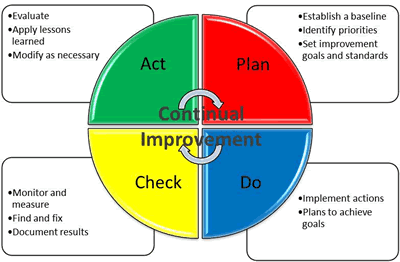 •Evaluate
•Apply lessons
learned
•Modify as necessary
•Establish a baseline
•Identify priorities
•Set improvement
goals and standards
Act
Plan
Continual
Improvement
Check
Do
•Monitor and
measure
•Find and fix
•Document results
•Implement actions
•Plans to achieve
goals